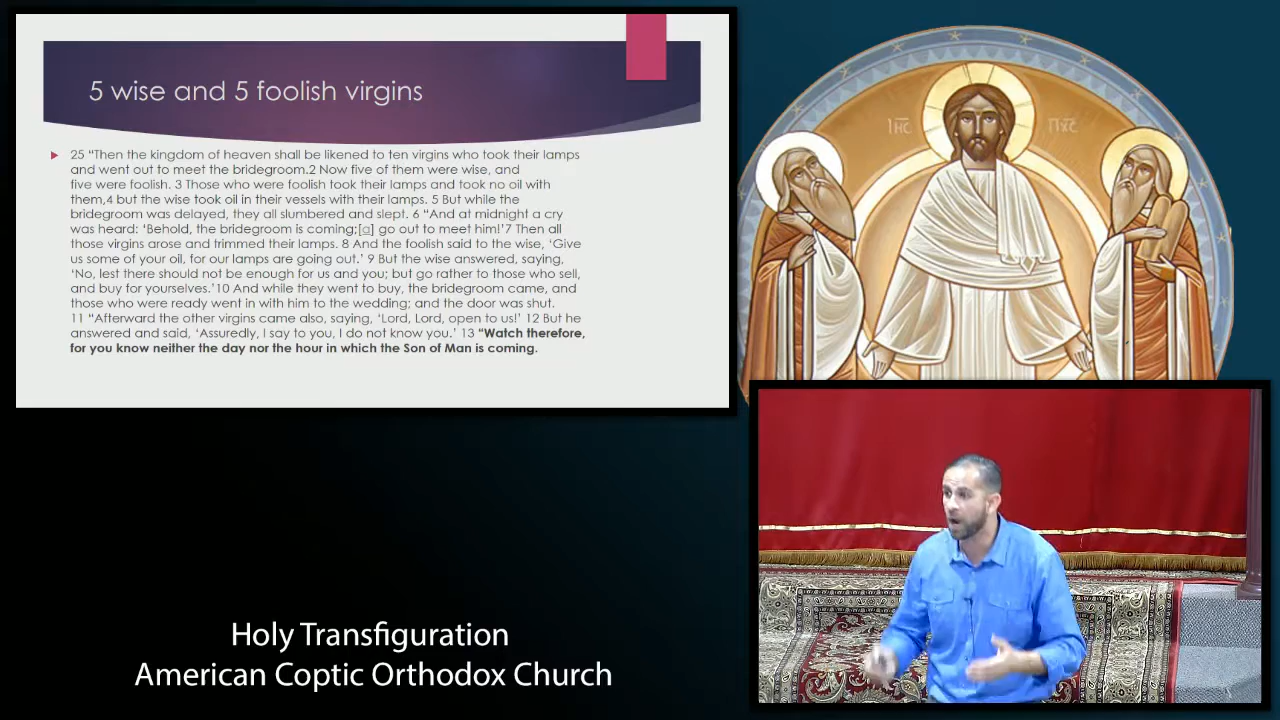 5 wise and 5 foolish virgins
25 “Then the kingdom of heaven shall be likened to ten virgins who took their lamps
and went out to meet the bridegroom.2 Now five of them were wise, and
five were foolish. 3 Those who were foolish took their lamps and took no oil with
them,4 but the wise took oil in their vessels with their lamps. 5 But while the
bridegroom was delayed, they all slumbered and slept. 6 “And at midnight a cry
was heard: ‘Behold, the bridegroom is coming;[a] go out to meet him!’7 Then all
those virgins arose and trimmed their lamps. 8 And the foolish said to the wise, ‘Give
us some of your oil, for our lamps are going out.’ 9 But the wise answered, saying,
‘No, lest there should not be enough for us and you; but go rather to those who sell,
and buy for yourselves.’10 And while they went to buy, the bridegroom came, and
those who were ready went in with him to the wedding; and the door was shut.
11 “Afterward the other virgins came also, saying, ‘Lord, Lord, open to us!’ 12 But he
answered and said, ‘Assuredly, I say to you, I do not know you.’ 13 “Watch therefore,
for you know neither the day nor the hour in which the Son of Man is coming.
Holy Transfiguration
American Coptic Orthodox Church